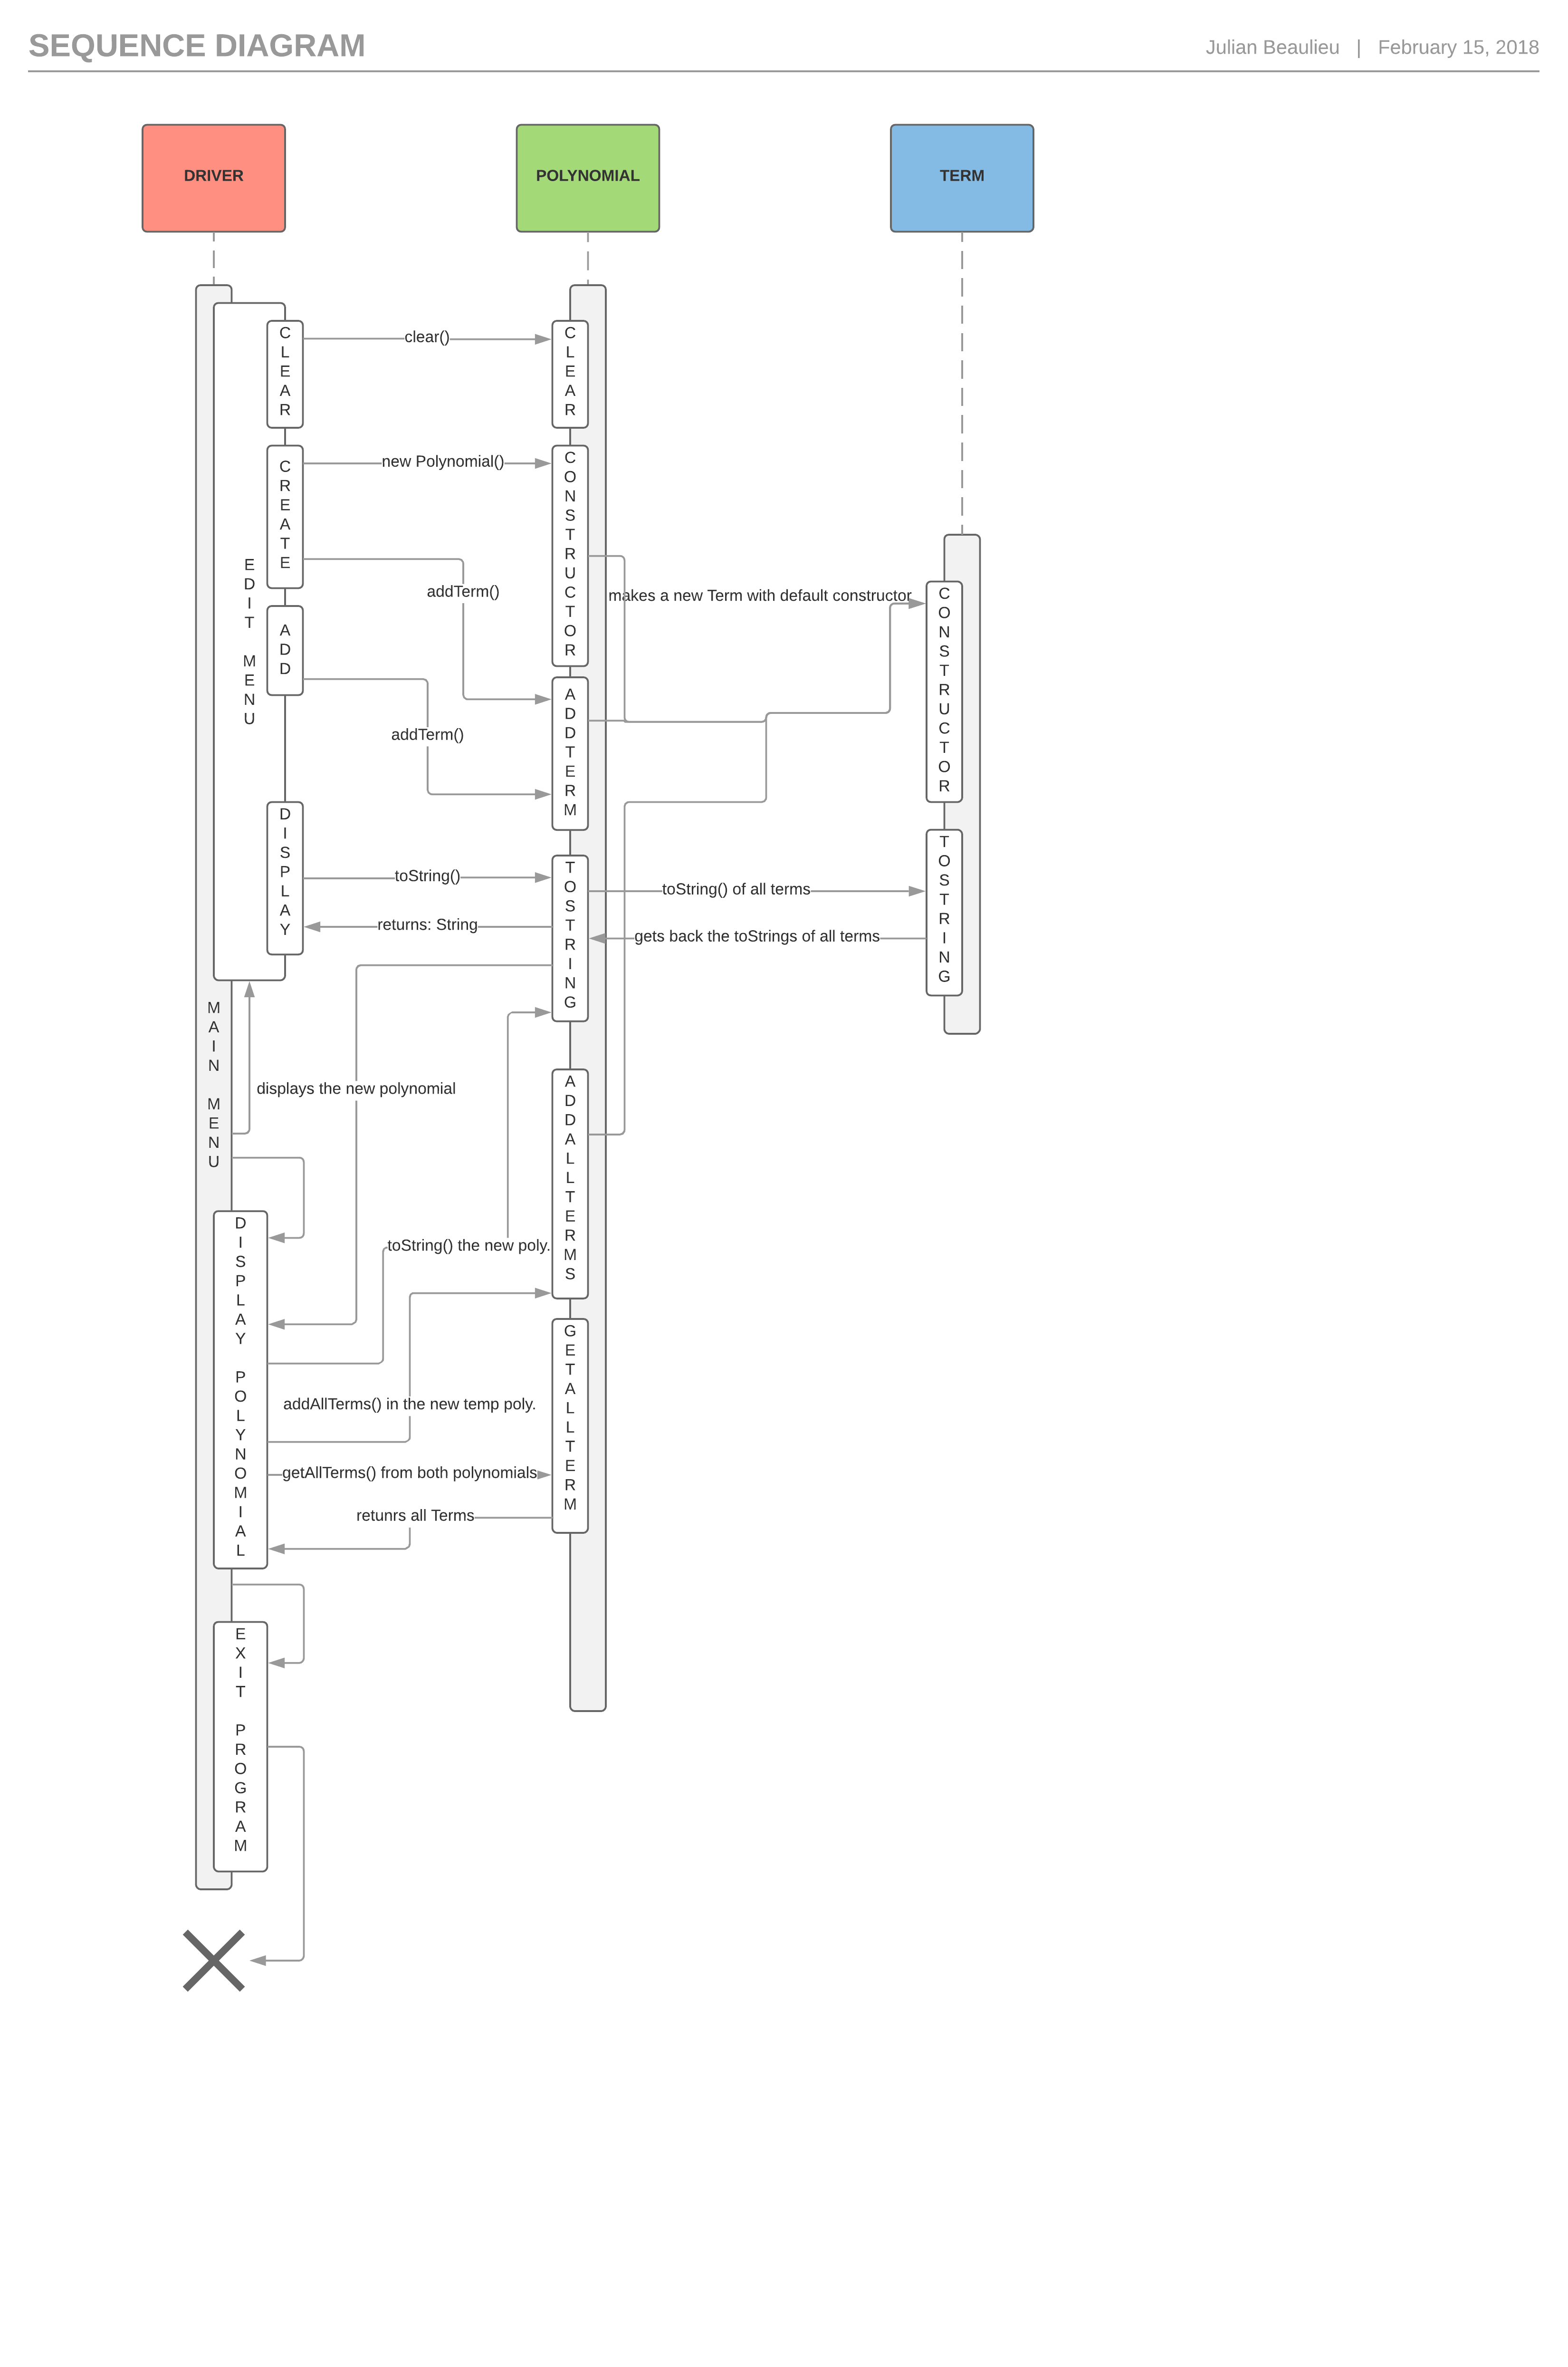 SEQUENCE DIAGRAM
Julian Beaulieu | February 15, 2018
DRIVER
POLYNOMIAL
TERM
CLEAR
clear()
CLEAR
CREATE
new Polynomial()
CONSTRUCTOR
EDIT MENU
addTerm()
makes a new Term with default constructor
CONSTRUCTOR
ADD
ADDTERM
addTerm()
DISPLAY
toString()
TOSTRING
toString() of all terms
TOSTRING
returns: String
gets back the toStrings of all terms
MAIN MENU
displays the new polynomial
ADDALLTERMS
DISPLAY POLYNOMIAL
toString() the new poly.
GETALLTERM
addAllTerms() in the new temp poly.
getAllTerms() from both polynomials
retunrs all Terms
EXIT PROGRAM